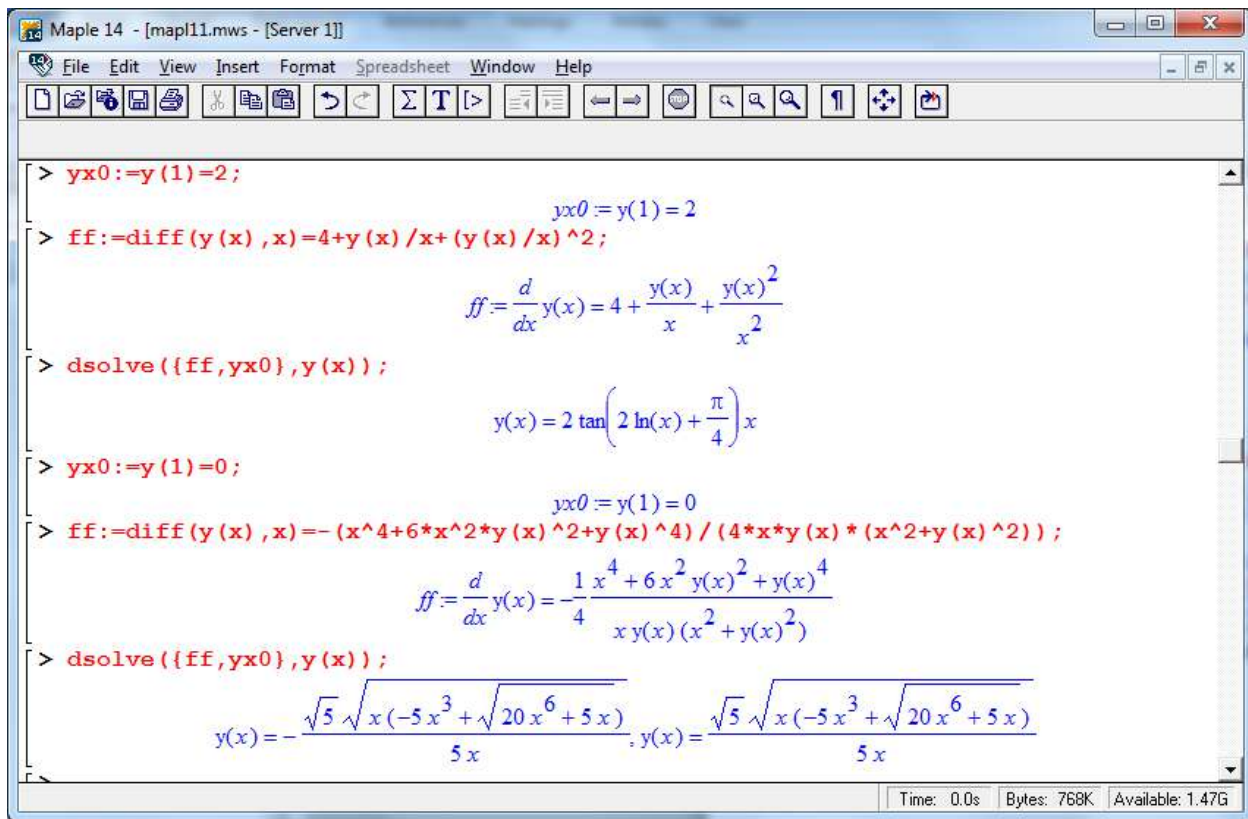 Maple 14 - [mapl11.mws - [Server 1]]
File Edit View Insert Format Spreadsheet Window Help
> yx0:=y(1)=2;
yx0 := y(1) = 2
> ff:=diff(y(x),x)=4+y(x)/x+(y(x)/x)^2;
ff := d/dx y(x) = 4 + y(x)/x + y(x)^2/x^2
> dsolve({ff,yx0},y(x));
y(x) = 2 tan(2 ln(x) + π/4) x
> yx0:=y(1)=0;
yx0 := y(1) = 0
> ff:=diff(y(x),x)=-(x^4+6*x^2*y(x)^2+y(x)^4)/(4*x*y(x)*(x^2+y(x)^2));
ff := d/dx y(x) = -1/4 (x^4 + 6 x^2 y(x)^2 + y(x)^4)/(x y(x) (x^2 + y(x)^2))
> dsolve({ff,yx0},y(x));
y(x) = -(√5 √(x (-5 x^3 + √(20 x^6 + 5 x))))/(5 x), y(x) = (√5 √(x (-5 x^3 + √(20 x^6 + 5 x))))/(5 x)
Time: 0.0s Bytes: 768K Available: 1.47G